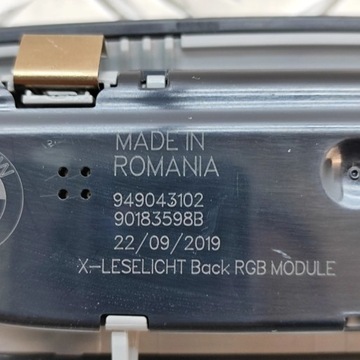 MADE IN
ROMANIA
949043102
90183598B
22/09/2019
X-LESELICHT Back RGB MODULE